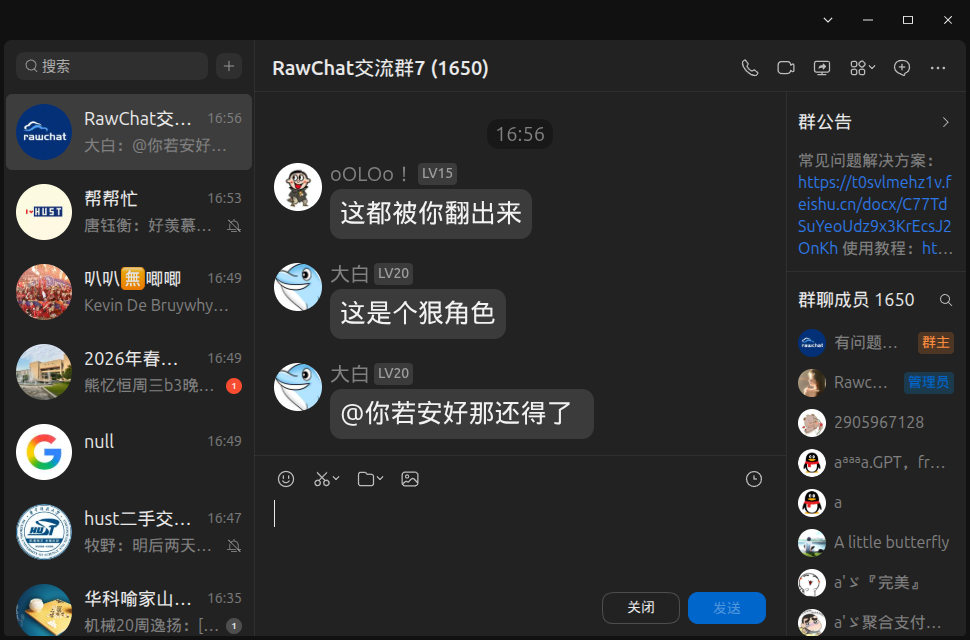 搜索
RawChat交... 16:56
大白：@你若安好...
帮帮忙 16:53
唐钰衡：好羡慕...
叭叭🈚唧唧 16:49
Kevin De Bruywhy...
2026年春... 16:49
熊忆恒周三b3晚... 1
null 16:49
hust二手交... 16:47
牧野：明后两天...
华科喻家山... 16:35
机械20周逸扬：[... 1
rawchat
I HUST
HUST
RawChat交流群7 (1650)
16:56
oOLOo！ LV15
这都被你翻出来
大白 LV20
这是个狠角色
大白 LV20
@你若安好那还得了
关闭 发送
群公告
常见问题解决方案：
https://t0svlmehz1v.f
eishu.cn/docx/C77Td
SuYeoUdz9x3KrEcsJ2
OnKh 使用教程：ht...
群聊成员 1650
rawchat
有问题... 群主
Rawc... 管理员
2905967128
aᵃᵃᵃa.GPT，fr...
a
A little butterfly
a'ゞ『完美』
a'ゞ聚合支付...